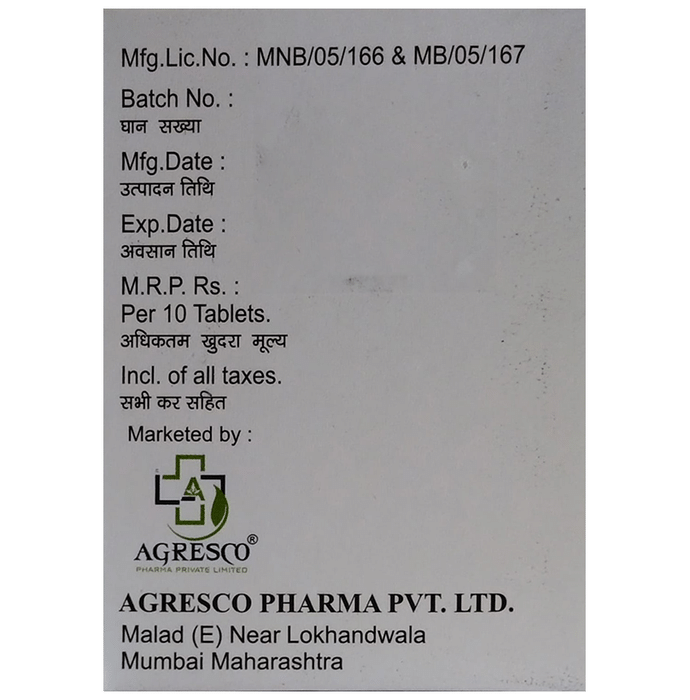 Mfg.Lic.No. : MNB/05/166 & MB/05/167
Batch No. :
घान सख्या
Mfg.Date :
उत्पादन तिथि
Exp.Date :
अवसान तिथि
M.R.P. Rs. :
Per 10 Tablets.
अधिकतम खुदरा मूल्य
Incl. of all taxes.
सभी कर सहित
Marketed by :
A
AGRESCO®
PHARMA PRIVATE LIMITED
AGRESCO PHARMA PVT. LTD.
Malad (E) Near Lokhandwala
Mumbai Maharashtra